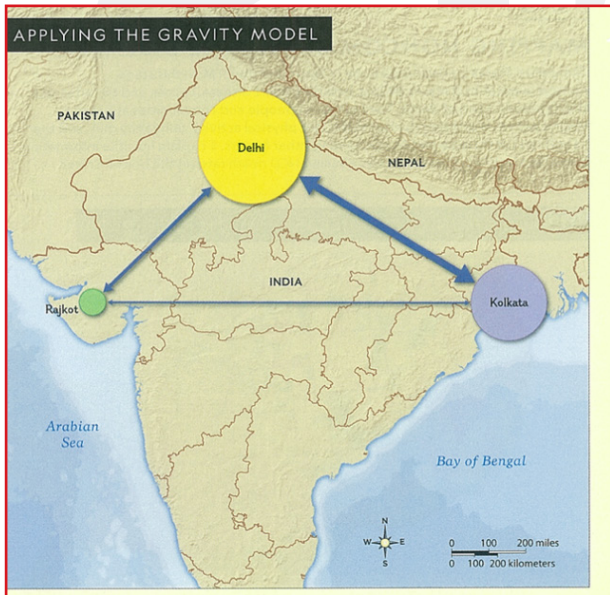 APPLYING THE GRAVITY MODEL
PAKISTAN
Delhi
NEPAL
INDIA
Rajkot
Kolkata
Arabian
Sea
Bay of Bengal
N
W E
S
0 100 200 miles
0 100 200 kilometers